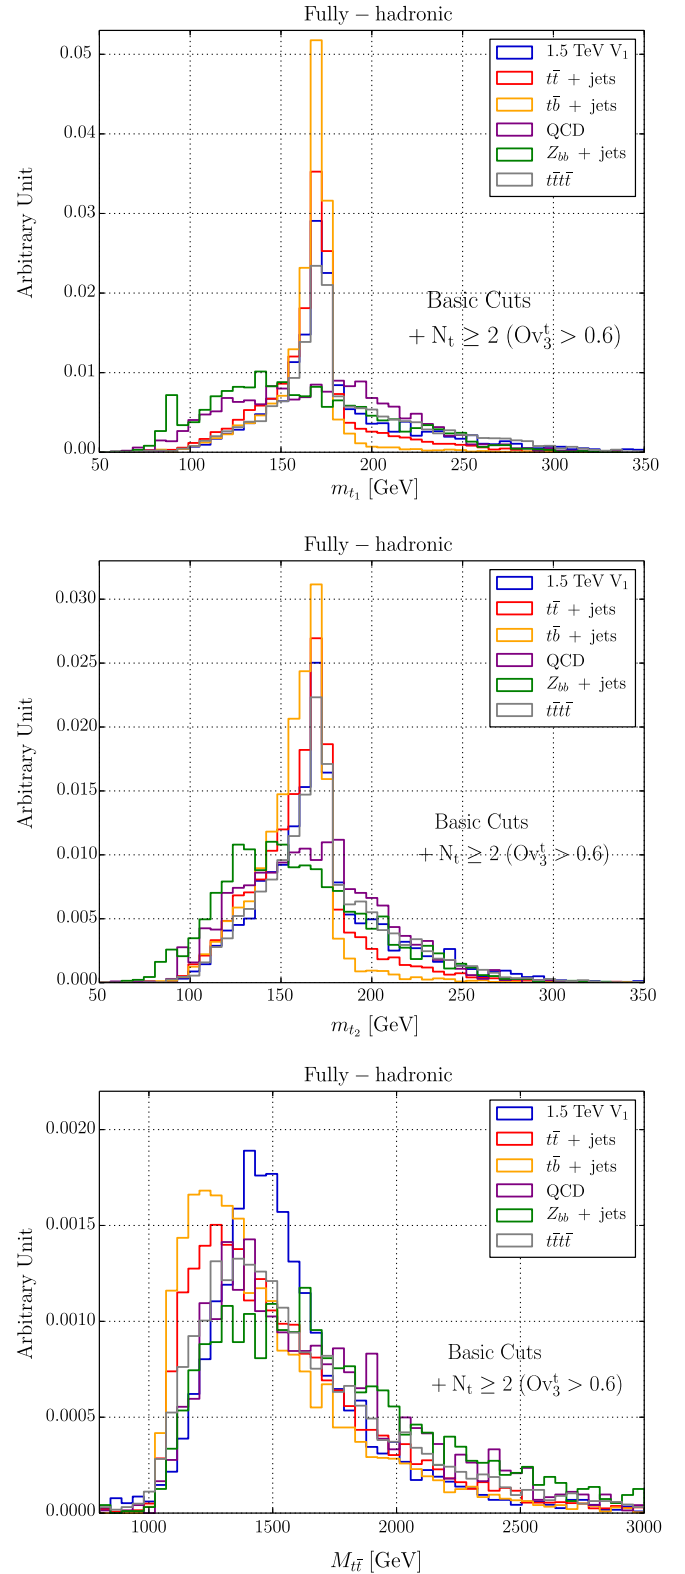 Fully − hadronic
0.05
0.04
0.03
0.02
0.01
0.00
Arbitrary Unit
1.5 TeV V₁
tt̅ + jets
tb̅ + jets
QCD
Z_bb + jets
tt̅tt̅
Basic Cuts
+ Nₜ ≥ 2 (Ov₃ᵗ > 0.6)
50 100 150 200 250 300 350
m_t₁ [GeV]
Fully − hadronic
0.030
0.025
0.020
0.015
0.010
0.005
0.000
Arbitrary Unit
1.5 TeV V₁
tt̅ + jets
tb̅ + jets
QCD
Z_bb + jets
tt̅tt̅
Basic Cuts
+ Nₜ ≥ 2 (Ov₃ᵗ > 0.6)
50 100 150 200 250 300 350
m_t₂ [GeV]
Fully − hadronic
0.0020
0.0015
0.0010
0.0005
0.0000
Arbitrary Unit
1.5 TeV V₁
tt̅ + jets
tb̅ + jets
QCD
Z_bb + jets
tt̅tt̅
Basic Cuts
+ Nₜ ≥ 2 (Ov₃ᵗ > 0.6)
1000 1500 2000 2500 3000
M_tt̅ [GeV]